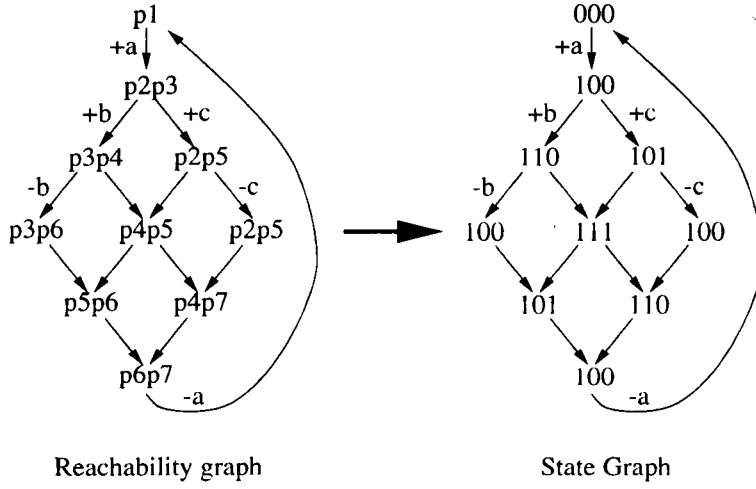 p1 000
+a +a
p2p3 100
+b +c +b +c
p3p4 p2p5 110 101
-b -c -b -c
p3p6 p4p5 p2p5 100 111 100
p5p6 p4p7 101 110
p6p7 100
-a -a
Reachability graph State Graph